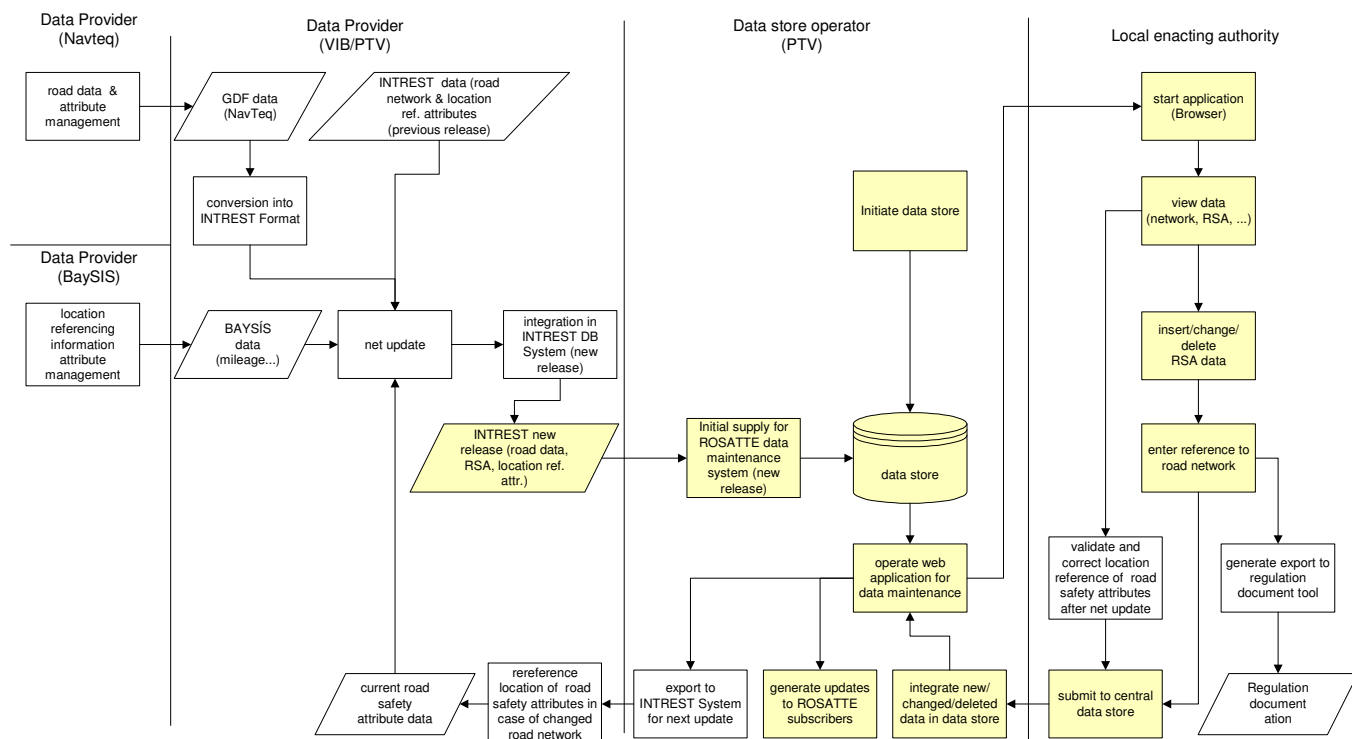 Data Provider
(Navteq)
Data Provider
(VIB/PTV)
Data store operator
(PTV)
Local enacting authority
road data &
attribute
management
GDF data
(NavTeq)
INTREST data (road
network & location
ref. attributes
(previous release)
start application
(Browser)
conversion into
INTREST Format
Initiate data store
view data
(network, RSA, ...)
Data Provider
(BaySIS)
location
referencing
information
attribute
management
BAYSÍS
data
(mileage...)
net update
integration in
INTREST DB
System (new
release)
insert/change/
delete
RSA data
INTREST new
release (road data,
RSA, location ref.
attr.)
Initial supply for
ROSATTE data
maintenance
system (new
release)
data store
enter reference to
road network
operate web
application for
data maintenance
validate and
correct location
reference of road
safety attributes
after net update
generate export to
regulation
document tool
current road
safety
attribute data
rereference
location of road
safety attributes in
case of changed
road network
export to
INTREST System
for next update
generate updates
to ROSATTE
subscribers
integrate new/
changed/deleted
data in data store
submit to central
data store
Regulation
document
ation